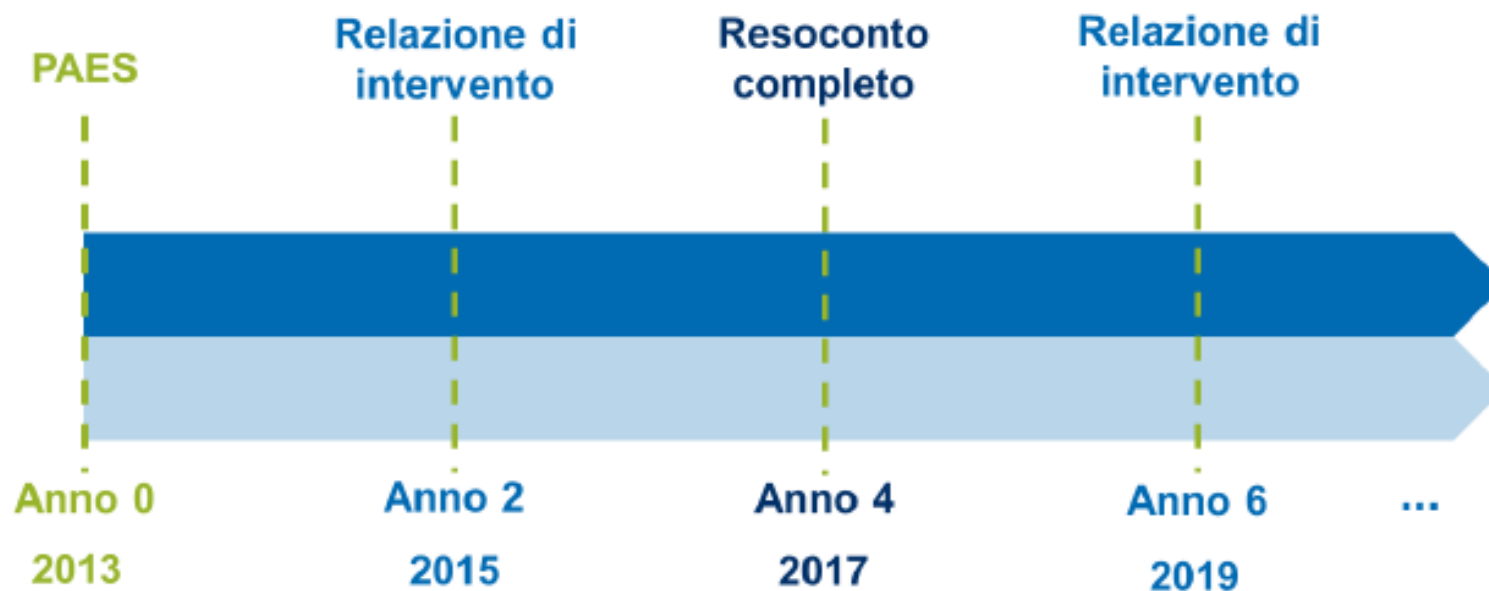 PAES
Relazione di
intervento
Resoconto
completo
Relazione di
intervento
Anno 0
Anno 2
Anno 4
Anno 6
...
2013
2015
2017
2019